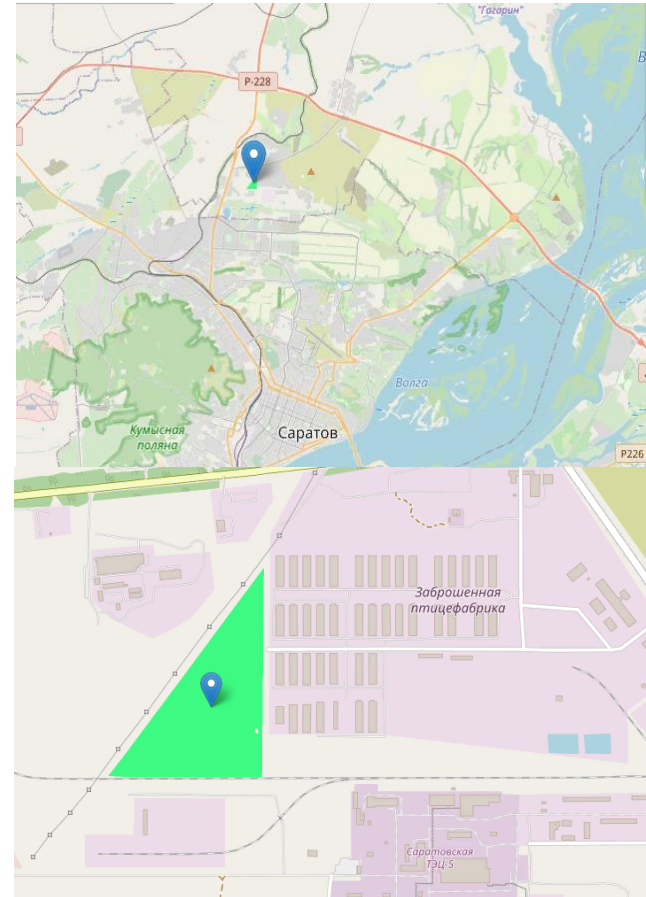 "Гагарин"
Р-228
Волга
Кумысная
поляна
Саратов
Р226
Заброшенная
птицефабрика
Саратовская
ТЭЦ-5